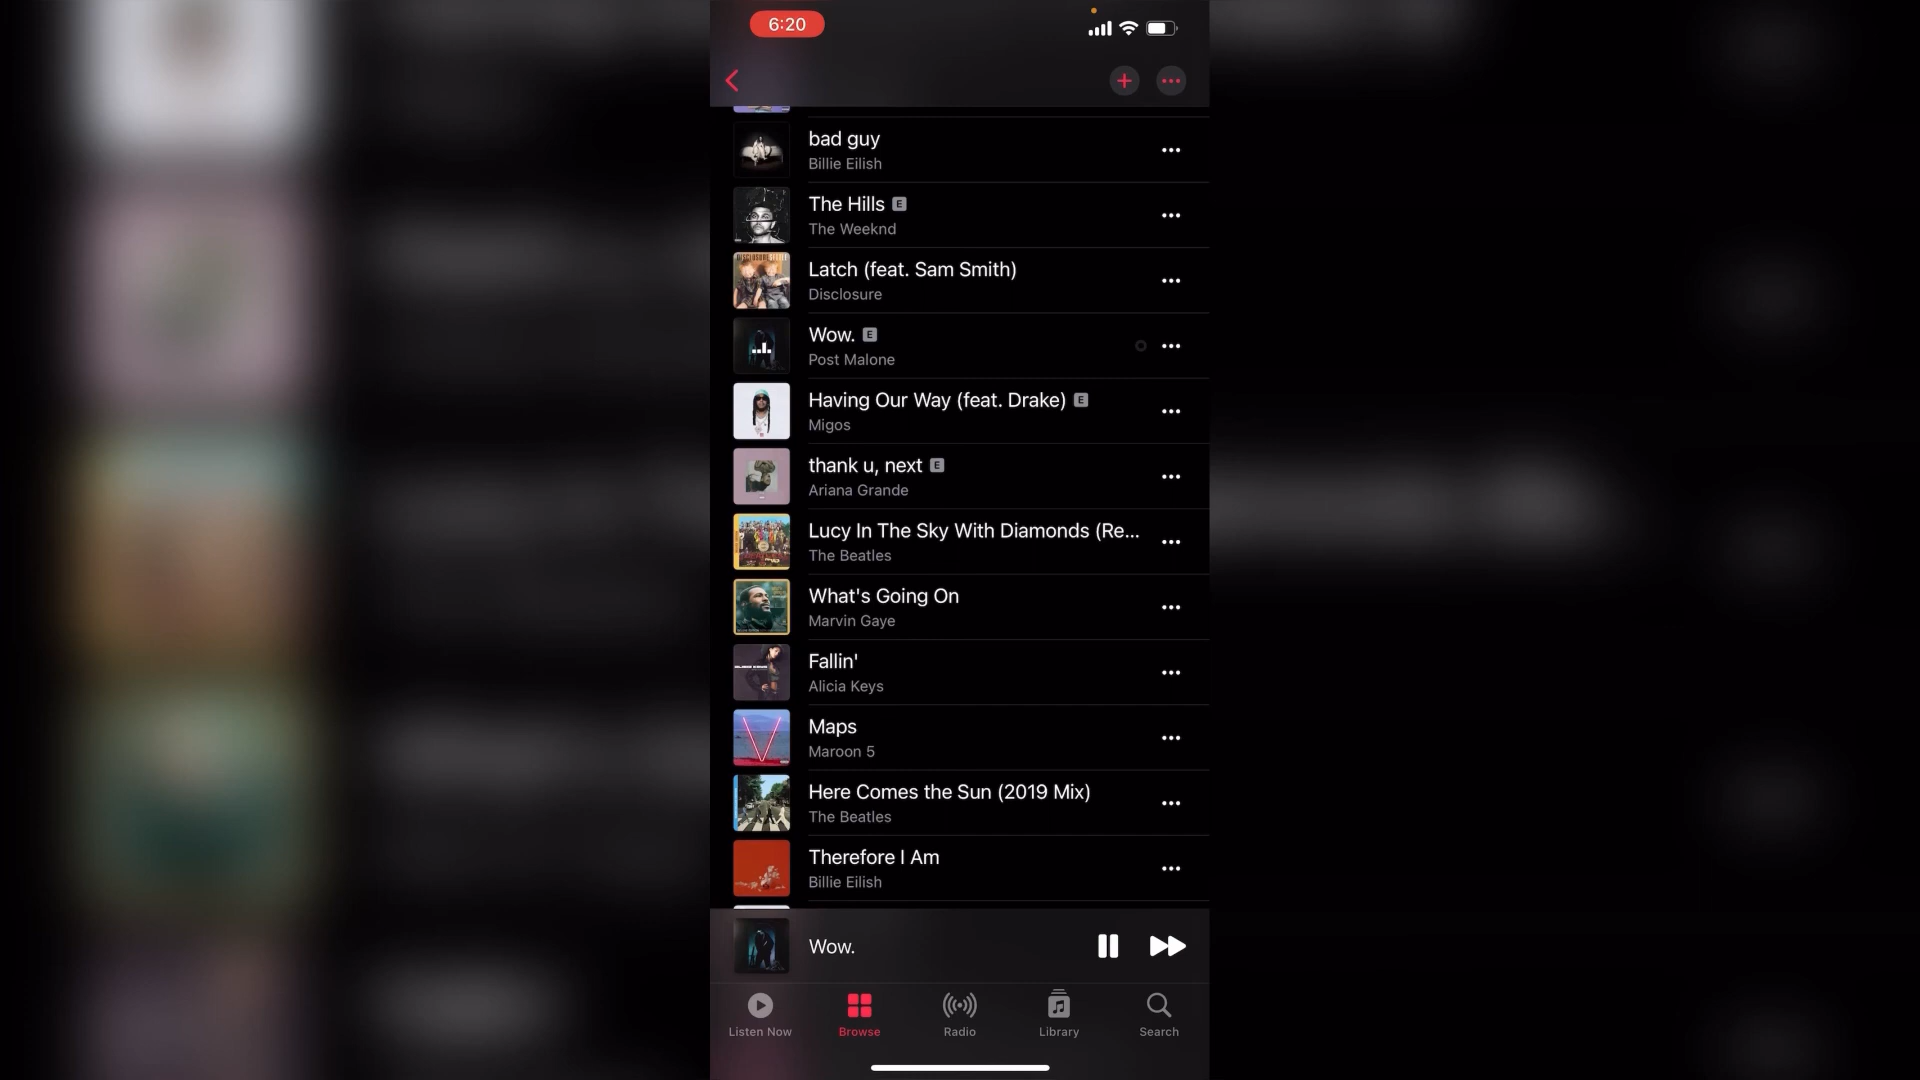 6:20
bad guy
Billie Eilish
The Hills E
The Weeknd
Latch (feat. Sam Smith)
Disclosure
Wow. E
Post Malone
Having Our Way (feat. Drake) E
Migos
thank u, next E
Ariana Grande
Lucy In The Sky With Diamonds (Re...
The Beatles
What's Going On
Marvin Gaye
Fallin'
Alicia Keys
Maps
Maroon 5
Here Comes the Sun (2019 Mix)
The Beatles
Therefore I Am
Billie Eilish
Wow.
Listen Now
Browse
Radio
Library
Search